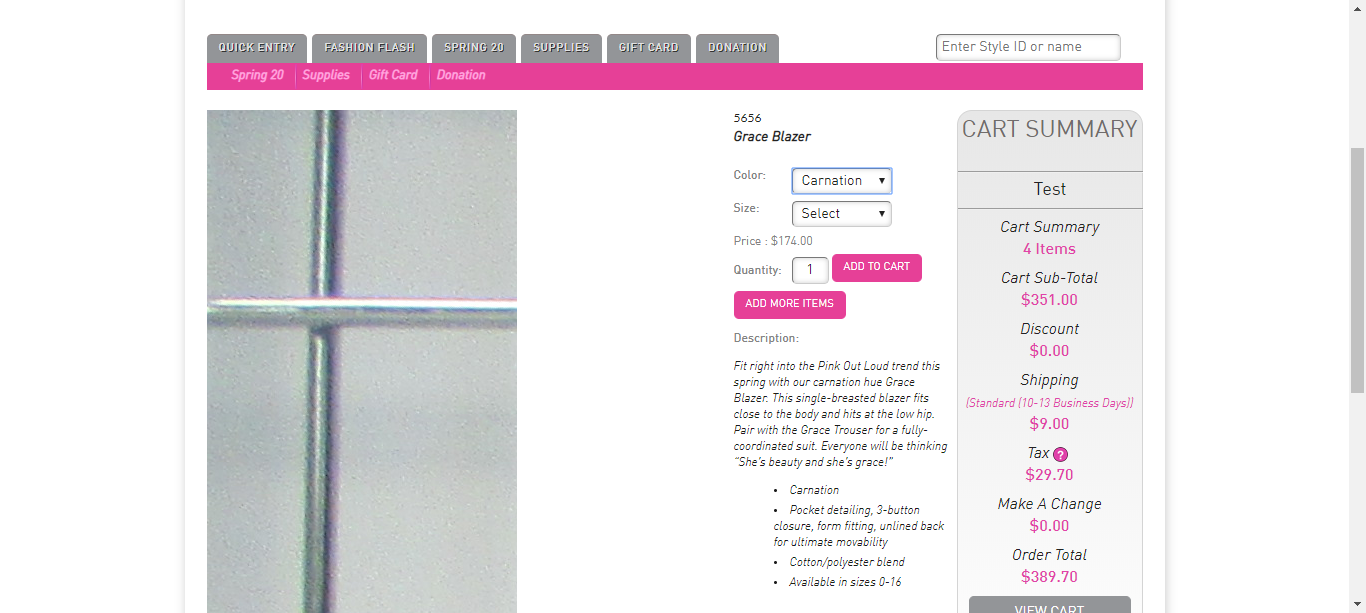 QUICK ENTRY
FASHION FLASH
SPRING 20
SUPPLIES
GIFT CARD
DONATION
Enter Style ID or name
Spring 20
Supplies
Gift Card
Donation
5656
Grace Blazer
Color:
Carnation
Size:
Select
Price : $174.00
Quantity:
1
ADD TO CART
ADD MORE ITEMS
Description:
Fit right into the Pink Out Loud trend this
spring with our carnation hue Grace
Blazer. This single-breasted blazer fits
close to the body and hits at the low hip.
Pair with the Grace Trouser for a fully-
coordinated suit. Everyone will be thinking
“She’s beauty and she’s grace!”
• Carnation
• Pocket detailing, 3-button
closure, form fitting, unlined back
for ultimate movability
• Cotton/polyester blend
• Available in sizes 0-16
CART SUMMARY
Test
Cart Summary
4 Items
Cart Sub-Total
$351.00
Discount
$0.00
Shipping
(Standard (10-13 Business Days))
$9.00
Tax ?
$29.70
Make A Change
$0.00
Order Total
$389.70
VIEW CART